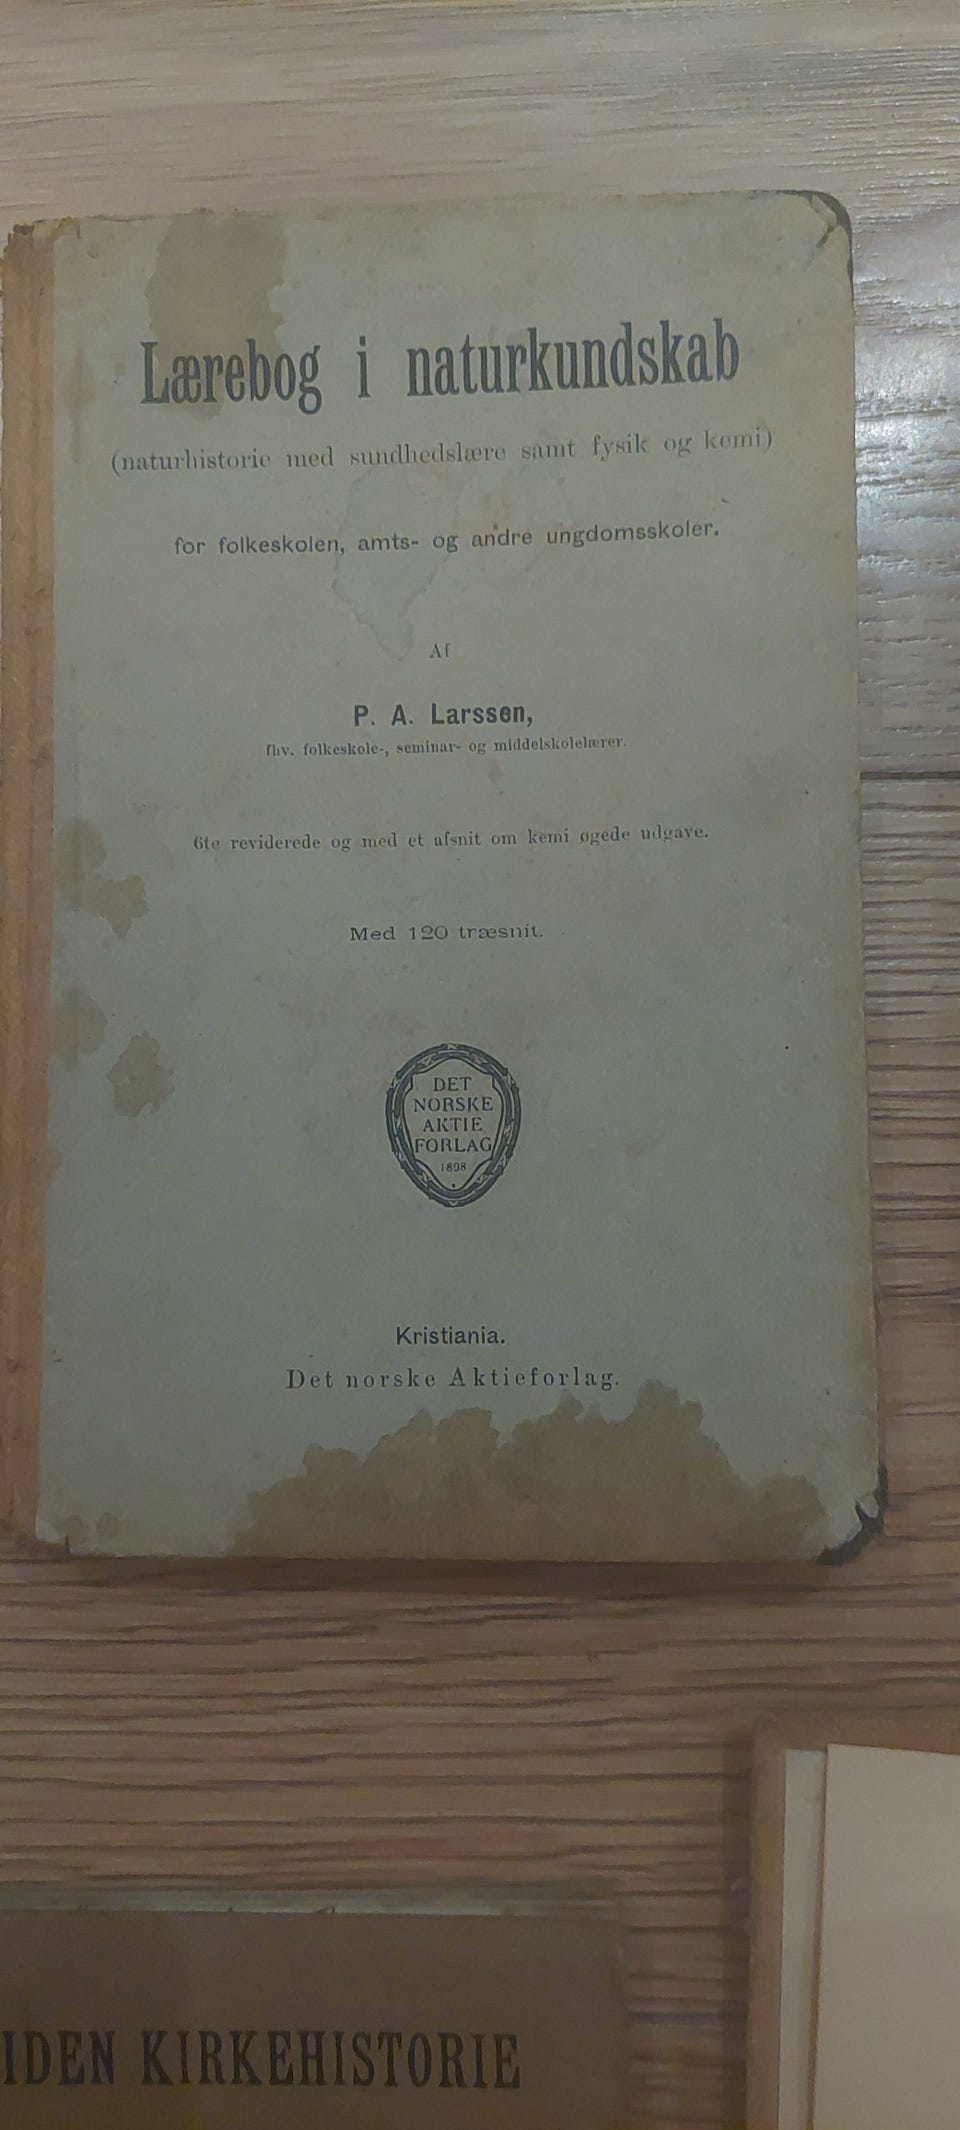 Lærebog i naturkundskab
(naturhistorie med sundhedslære samt fysik og kemi)
for folkeskolen, amts- og andre ungdomsskoler.
Af
P. A. Larssen,
fhv. folkeskole-, seminar- og middelskolelærer.
6te reviderede og med et afsnit om kemi øgede udgave.
Med 120 træsnit.
DET
NORSKE
AKTIE
FORLAG
1898
Kristiania.
Det norske Aktieforlag.
IDEN KIRKEHISTORIE